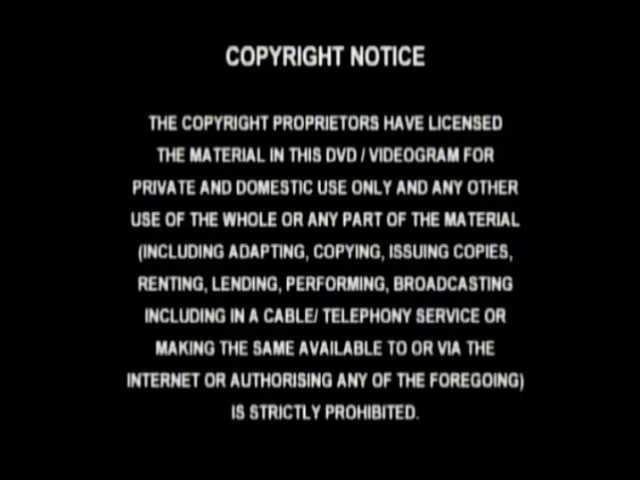 COPYRIGHT NOTICE
THE COPYRIGHT PROPRIETORS HAVE LICENSED
THE MATERIAL IN THIS DVD / VIDEOGRAM FOR
PRIVATE AND DOMESTIC USE ONLY AND ANY OTHER
USE OF THE WHOLE OR ANY PART OF THE MATERIAL
(INCLUDING ADAPTING, COPYING, ISSUING COPIES,
RENTING, LENDING, PERFORMING, BROADCASTING
INCLUDING IN A CABLE/ TELEPHONY SERVICE OR
MAKING THE SAME AVAILABLE TO OR VIA THE
INTERNET OR AUTHORISING ANY OF THE FOREGOING)
IS STRICTLY PROHIBITED.